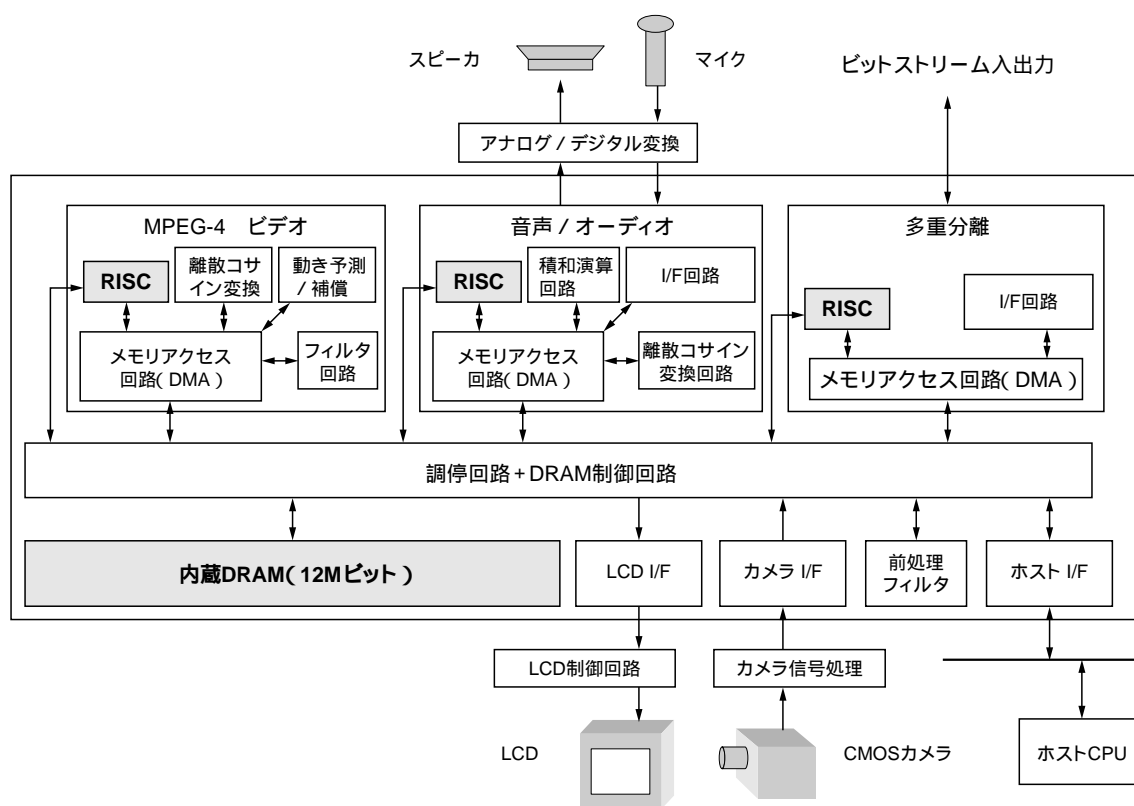 スピーカ
マイク
ビットストリーム入出力
アナログ / デジタル変換
MPEG-4 ビデオ
RISC
離散コサ
イン変換
動き予測
/ 補償
メモリアクセス
回路( DMA )
フィルタ
回路
音声 / オーディオ
RISC
積和演算
回路
I/F回路
メモリアクセス
回路( DMA )
離散コサイン
変換回路
多重分離
RISC
I/F回路
メモリアクセス回路( DMA )
調停回路+DRAM制御回路
内蔵DRAM( 12Mビット )
LCD I/F
カメラ I/F
前処理
フィルタ
ホスト I/F
LCD制御回路
カメラ信号処理
LCD
CMOSカメラ
ホストCPU